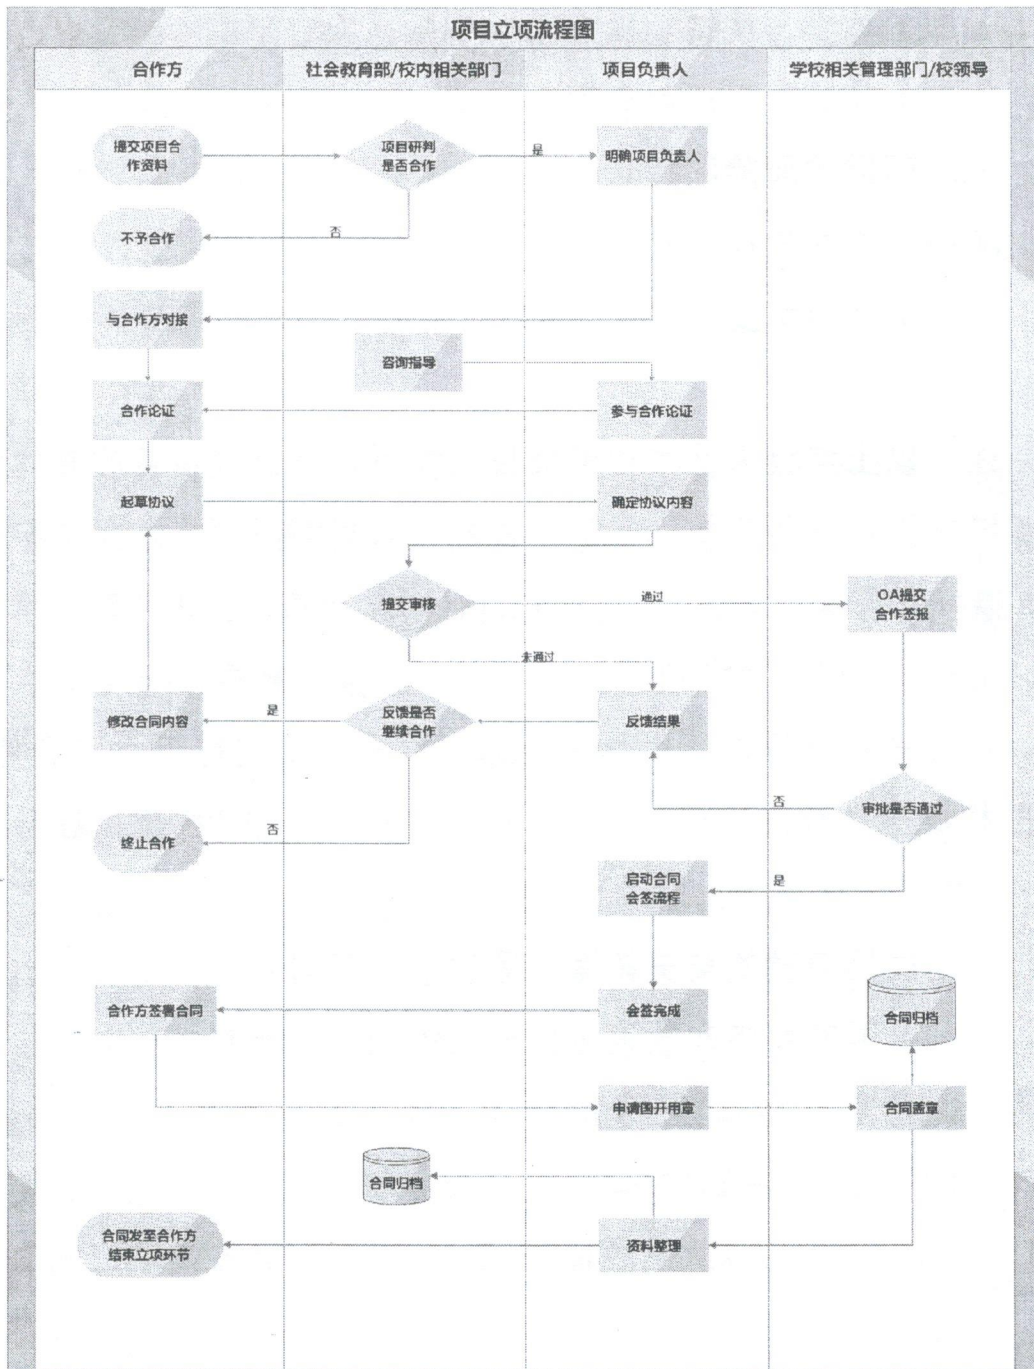 项目立项流程图
合作方
社会教育部/校内相关部门
项目负责人
学校相关管理部门/校领导
提交项目合
作资料
项目研判
是否合作
是
明确项目负责人
不予合作
否
与合作方对接
咨询指导
合作论证
参与合作论证
起草协议
确定协议内容
提交审核
通过
OA提交
合作签报
未通过
修改合同内容
是
反馈是否
继续合作
反馈结果
否
审批是否通过
终止合作
否
启动合同
会签流程
是
合作方签署合同
会签完成
合同归档
申请国开用章
合同盖章
合同归档
合同发至合作方
结束立项环节
资料整理